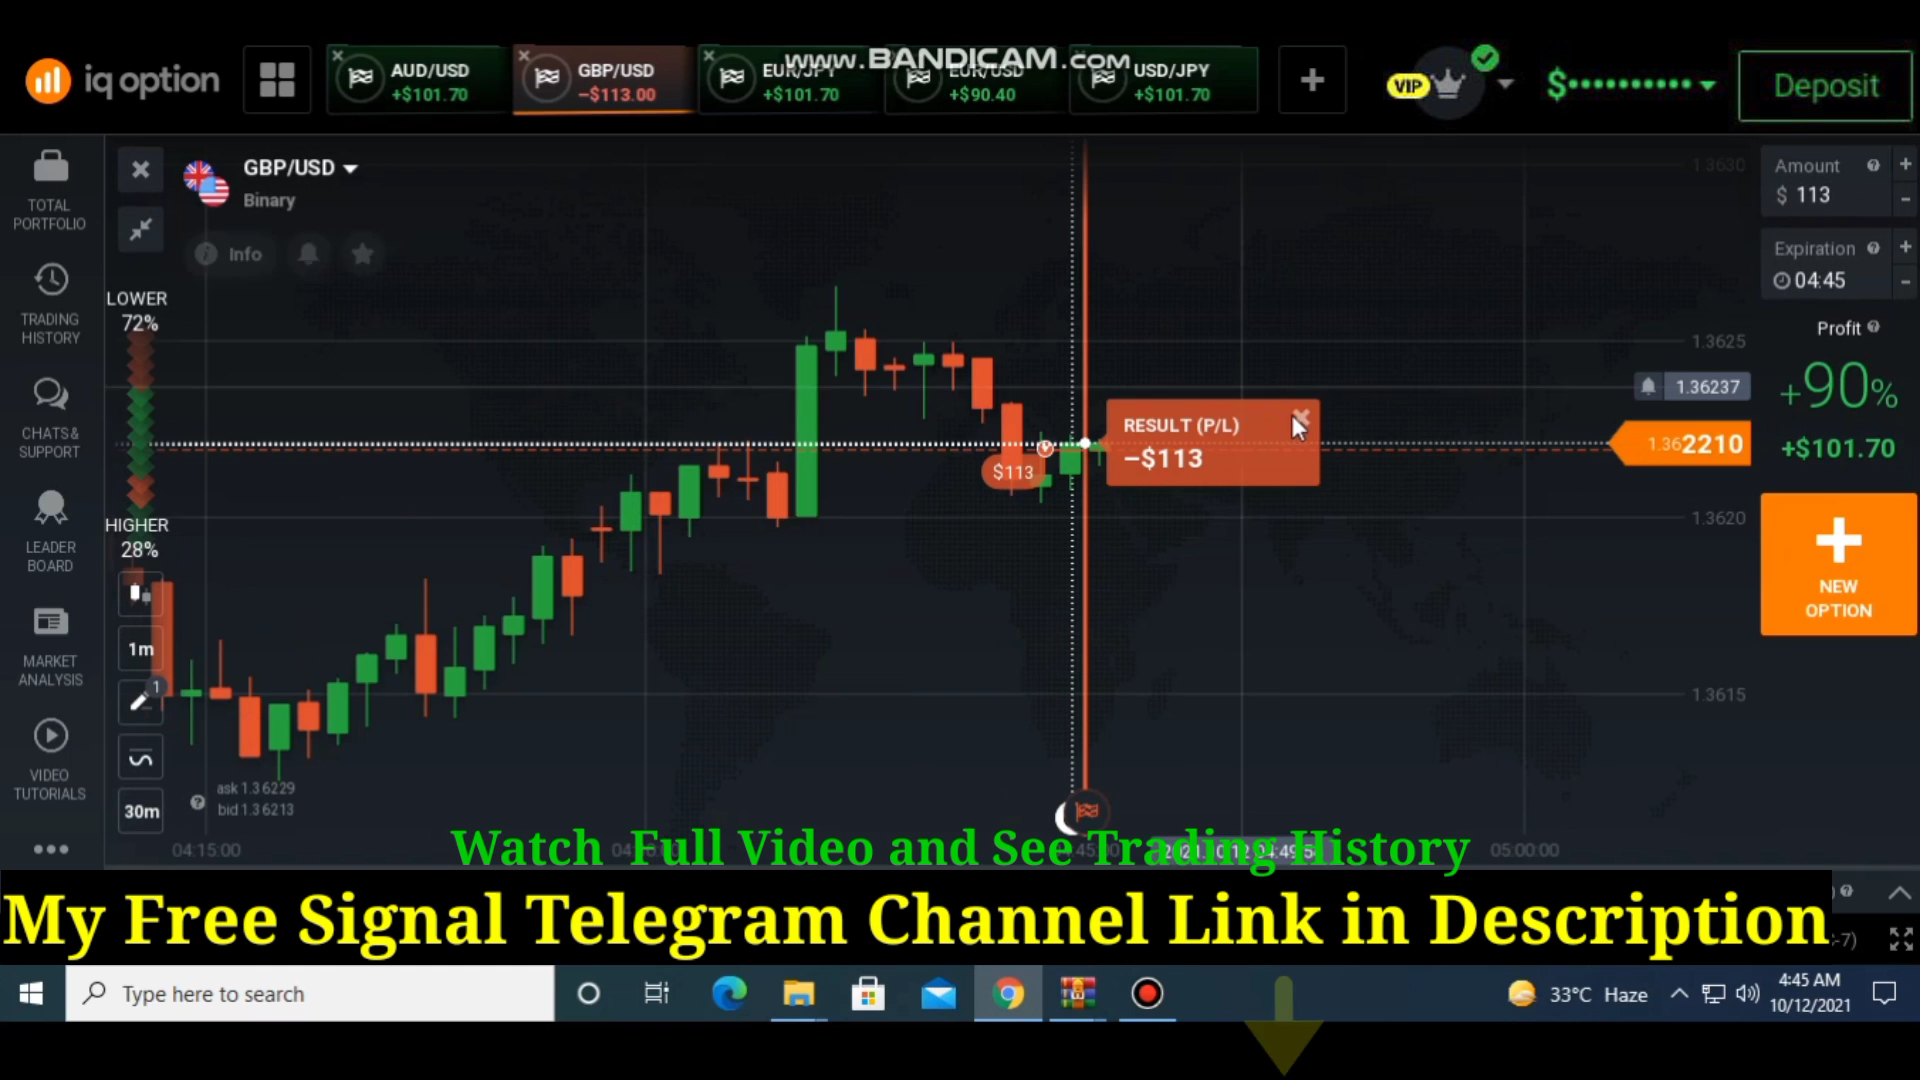 iq option
AUD/USD
+$101.70
GBP/USD
–$113.00
EUR/JPY
+$101.70
EUR/USD
+$90.40
USD/JPY
+$101.70
www.BANDICAM.com
VIP
$
Deposit
TOTAL
PORTFOLIO
TRADING
HISTORY
CHATS &
SUPPORT
LEADER
BOARD
MARKET
ANALYSIS
VIDEO
TUTORIALS
GBP/USD
Binary
Info
LOWER
72%
HIGHER
28%
1m
1
30m
ask 1.36229
bid 1.36213
$113
RESULT (P/L)
–$113
1.3630
1.3625
1.36237
1.362210
1.3620
1.3615
Amount
$ 113
Expiration
04:45
Profit
+90%
+$101.70
NEW
OPTION
04:15:00
05:00:00
Watch Full Video and See Trading History
My Free Signal Telegram Channel Link in Description
Type here to search
33°C Haze
4:45 AM
10/12/2021